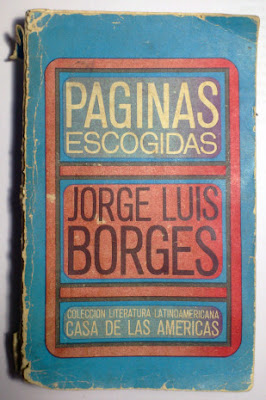 PAGINAS
ESCOGIDAS
JORGE LUIS
BORGES
COLECCION LITERATURA LATINOAMERICANA
CASA DE LAS AMERICAS